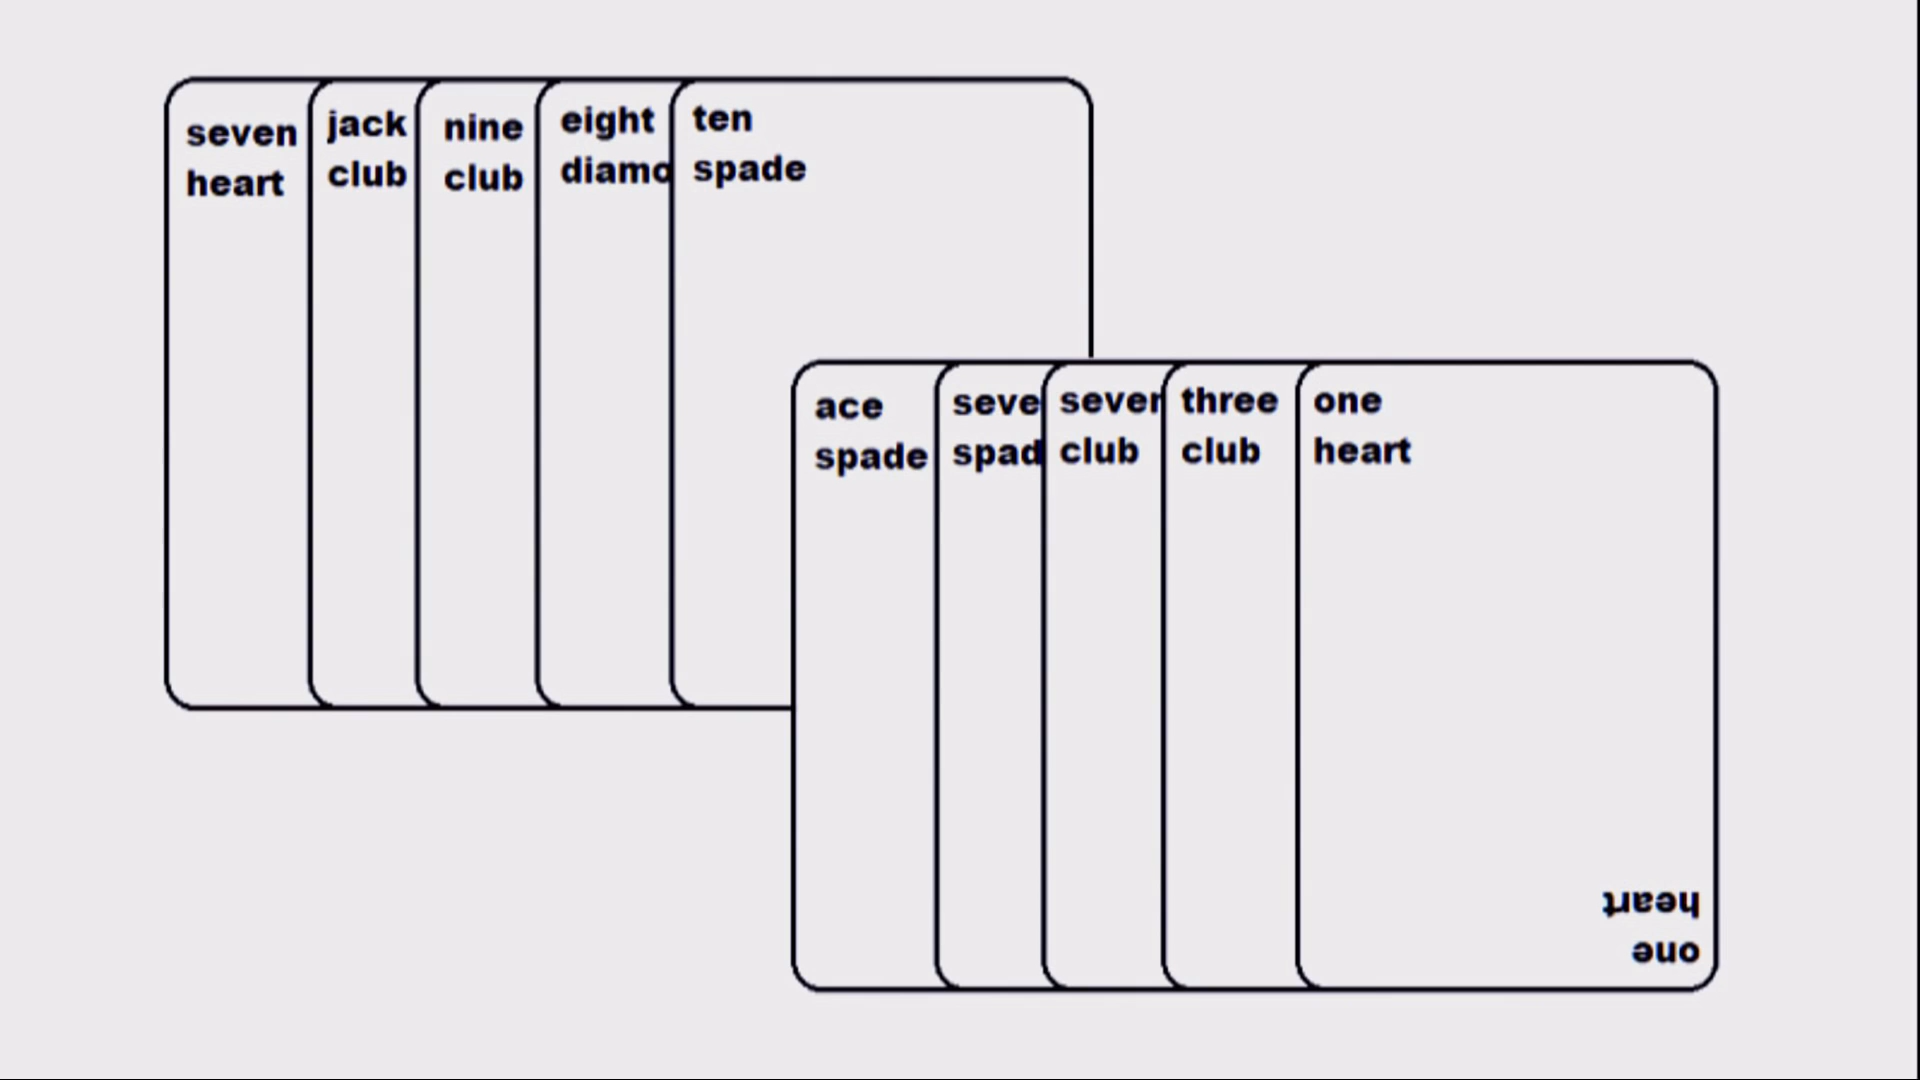 seven
heart
jack
club
nine
club
eight
diamo
ten
spade
ace
spade
seve
spad
seven
club
three
club
one
heart
one
heart